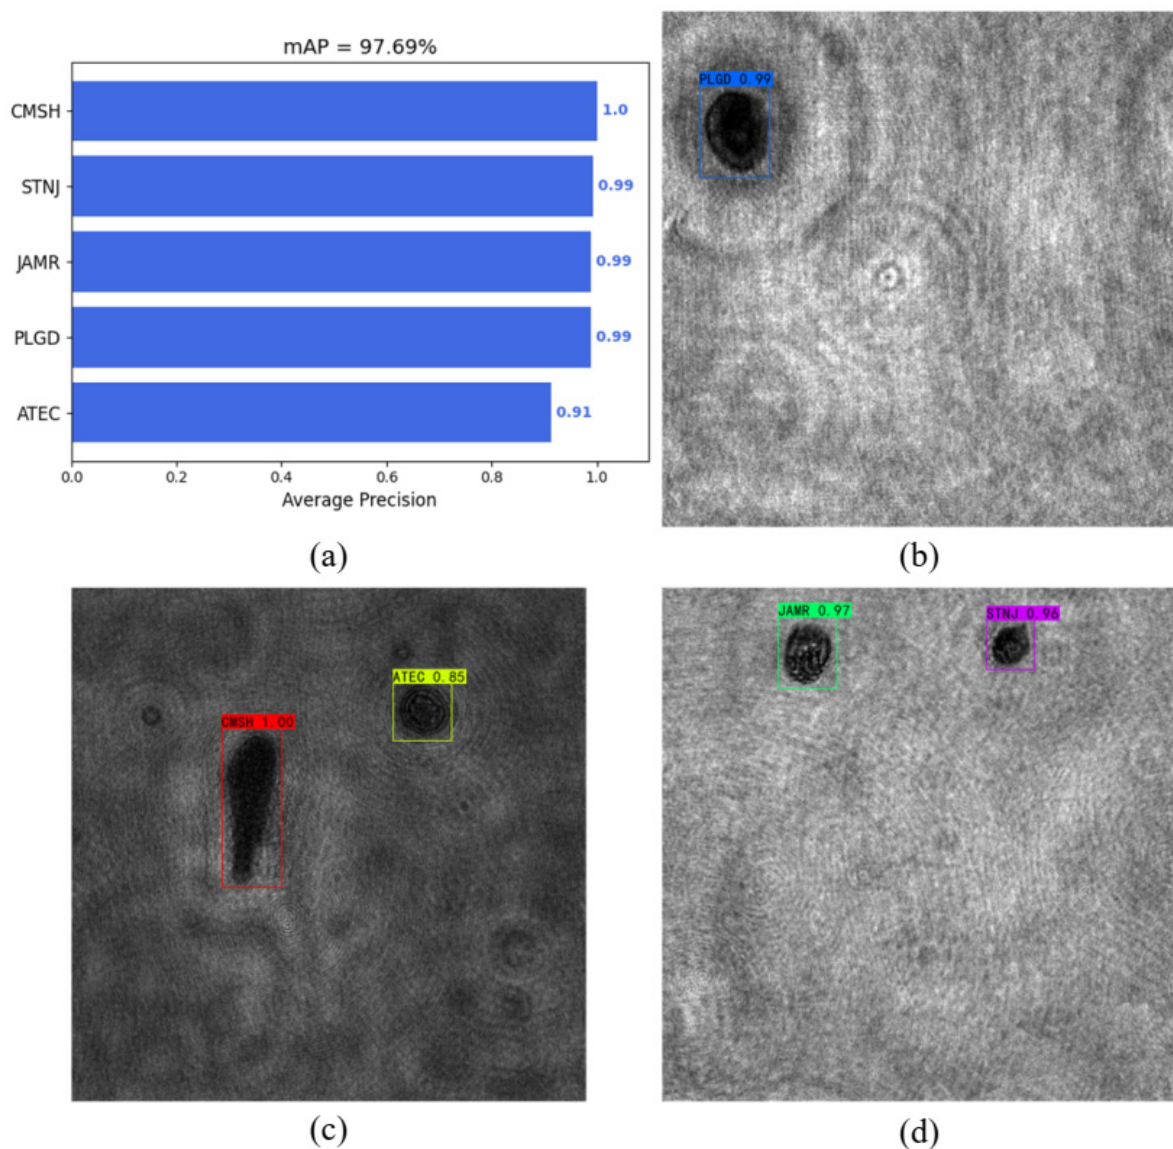 mAP = 97.69%
CMSH 1.0
STNJ 0.99
JAMR 0.99
PLGD 0.99
ATEC 0.91
0.0 0.2 0.4 0.6 0.8 1.0
Average Precision
(a)
PLGD 0.99
(b)
CMSH 1.00
ATEC 0.85
(c)
JAMR 0.97
STNJ 0.96
(d)